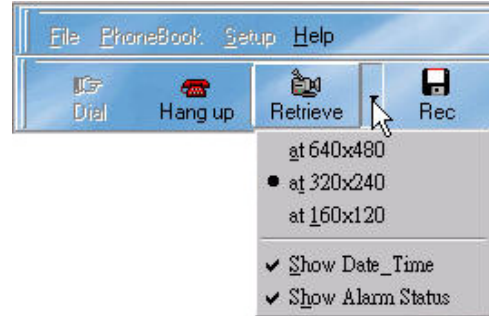 File PhoneBook Setup Help
Dial Hang up Retrieve Rec
at 640x480
at 320x240
at 160x120
Show Date_Time
Show Alarm Status